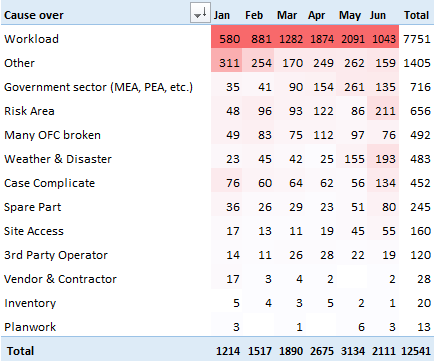 Cause over Jan Feb Mar Apr May Jun Total
Workload 580 881 1282 1874 2091 1043 7751
Other 311 254 170 249 262 159 1405
Government sector (MEA, PEA, etc.) 35 41 90 154 261 135 716
Risk Area 48 96 93 122 86 211 656
Many OFC broken 49 83 75 112 97 76 492
Weather & Disaster 23 45 42 25 155 193 483
Case Complicate 76 60 64 62 56 134 452
Spare Part 36 26 29 23 51 80 245
Site Access 17 13 11 19 45 55 160
3rd Party Operator 14 11 26 28 22 19 120
Vendor & Contractor 17 3 4 2 2 28
Inventory 5 4 3 5 2 1 20
Planwork 3 1 6 3 13
Total 1214 1517 1890 2675 3134 2111 12541